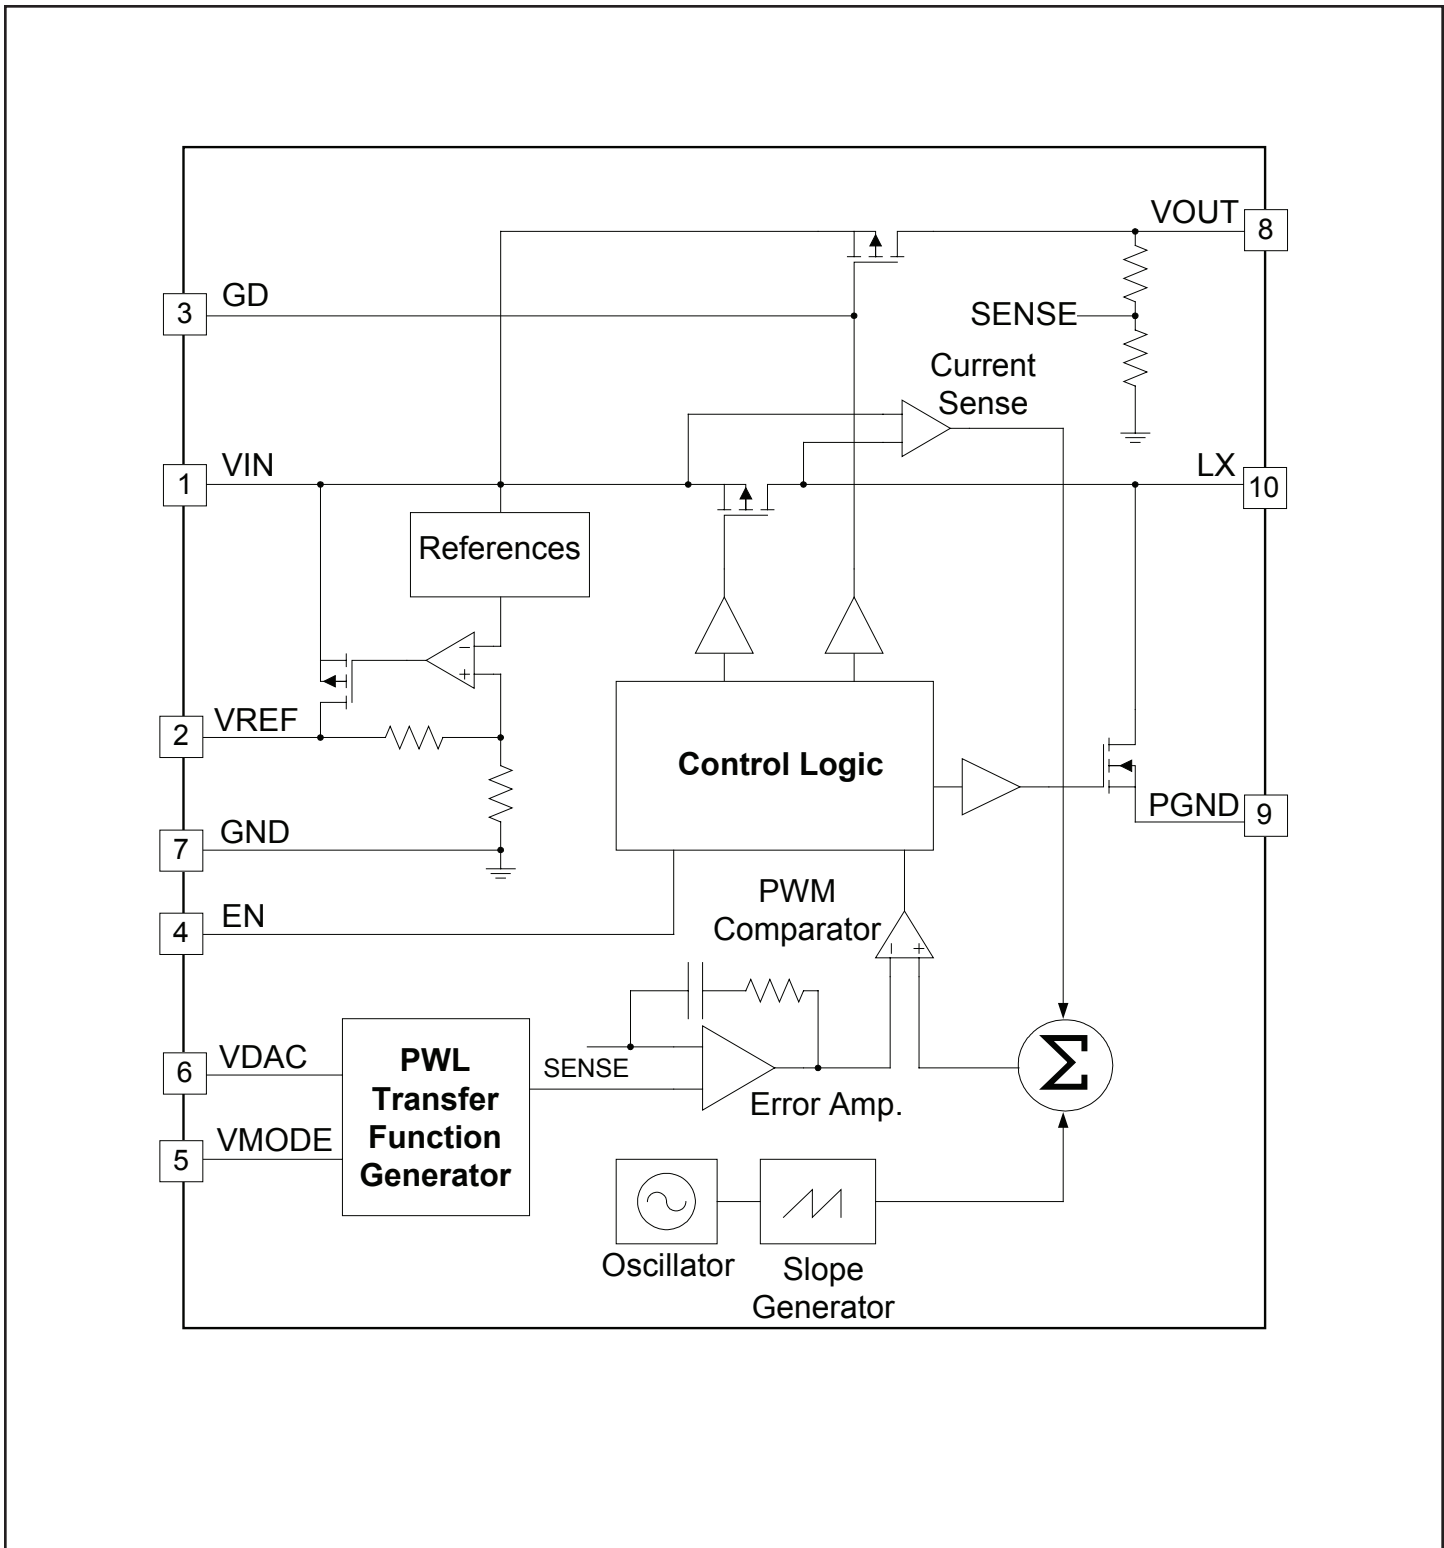 VOUT
8
GD
3
SENSE
Current
Sense
VIN
1
LX
10
References
−
+
VREF
2
Control Logic
PGND
9
GND
7
PWM
Comparator
EN
4
− +
VDAC
6
PWL
Transfer
Function
Generator
SENSE
Σ
Error Amp.
VMODE
5
Oscillator
Slope
Generator